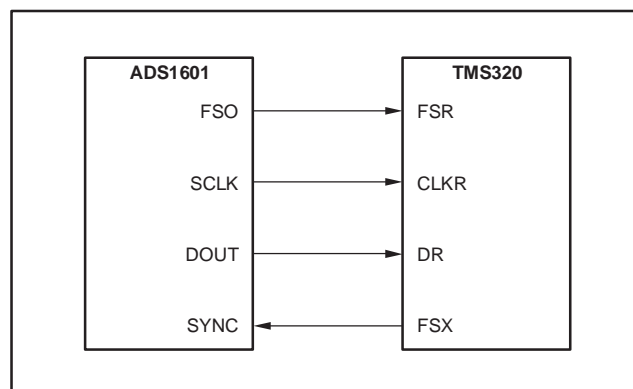 ADS1601 TMS320
FSO FSR
SCLK CLKR
DOUT DR
SYNC FSX